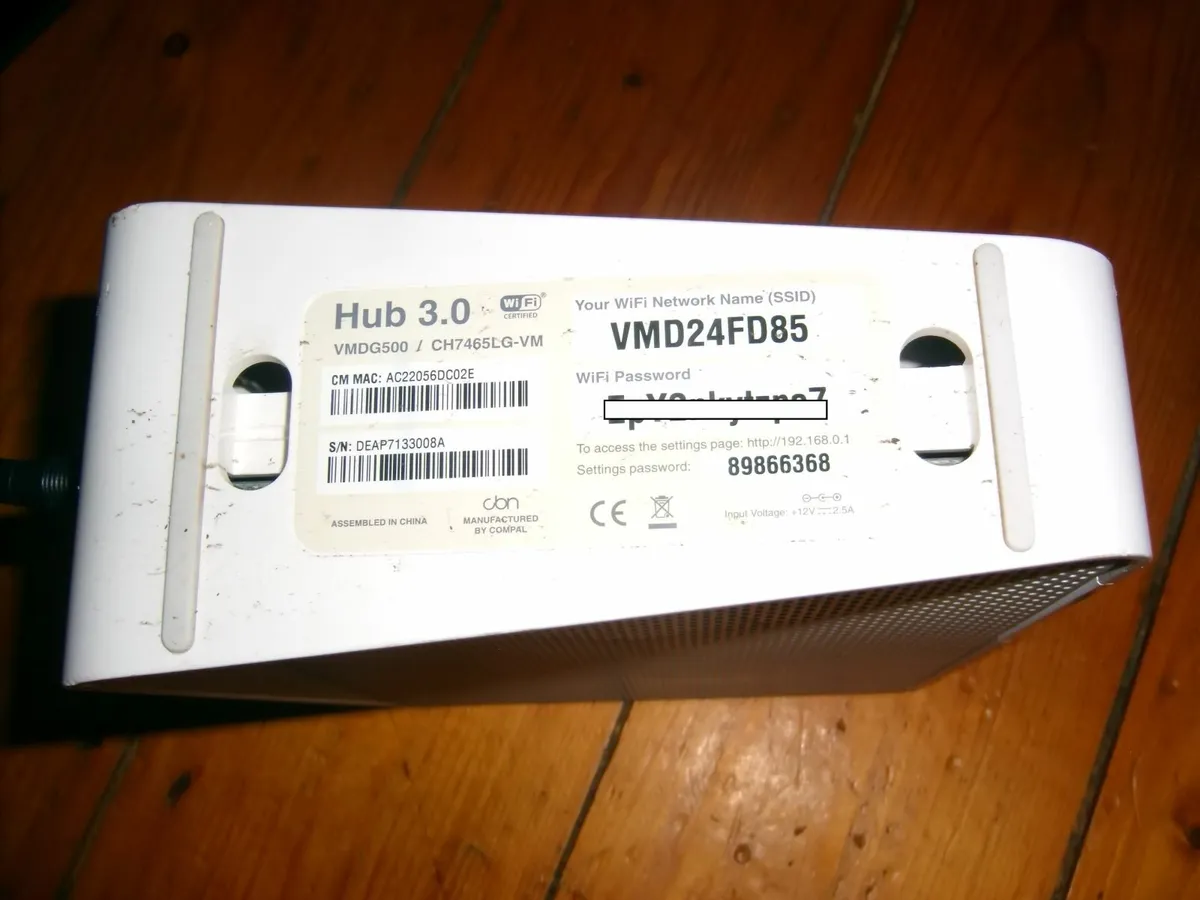 Hub 3.0
WiFi CERTIFIED
VMDG500 / CH7465LG-VM
CM MAC: AC22056DC02E
S/N: DEAP7133008A
ASSEMBLED IN CHINA
cbn
MANUFACTURED
BY COMPAL
Your WiFi Network Name (SSID)
VMD24FD85
WiFi Password
To access the settings page: http://192.168.0.1
Settings password: 89866368
CE
Input Voltage: +12V⎓2.5A